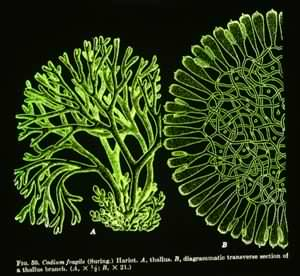 A
B
FIG. 50. Codium fragile (Suring.) Hariot. A, thallus. B, diagrammatic transverse section of
a thallus branch. (A, × ½; B, × 21.)